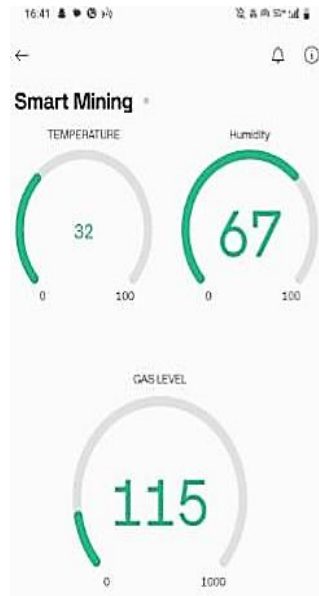 16:41
Smart Mining
TEMPERATURE Humidity
32 67
0 100 0 100
GAS LEVEL
115
0 1000